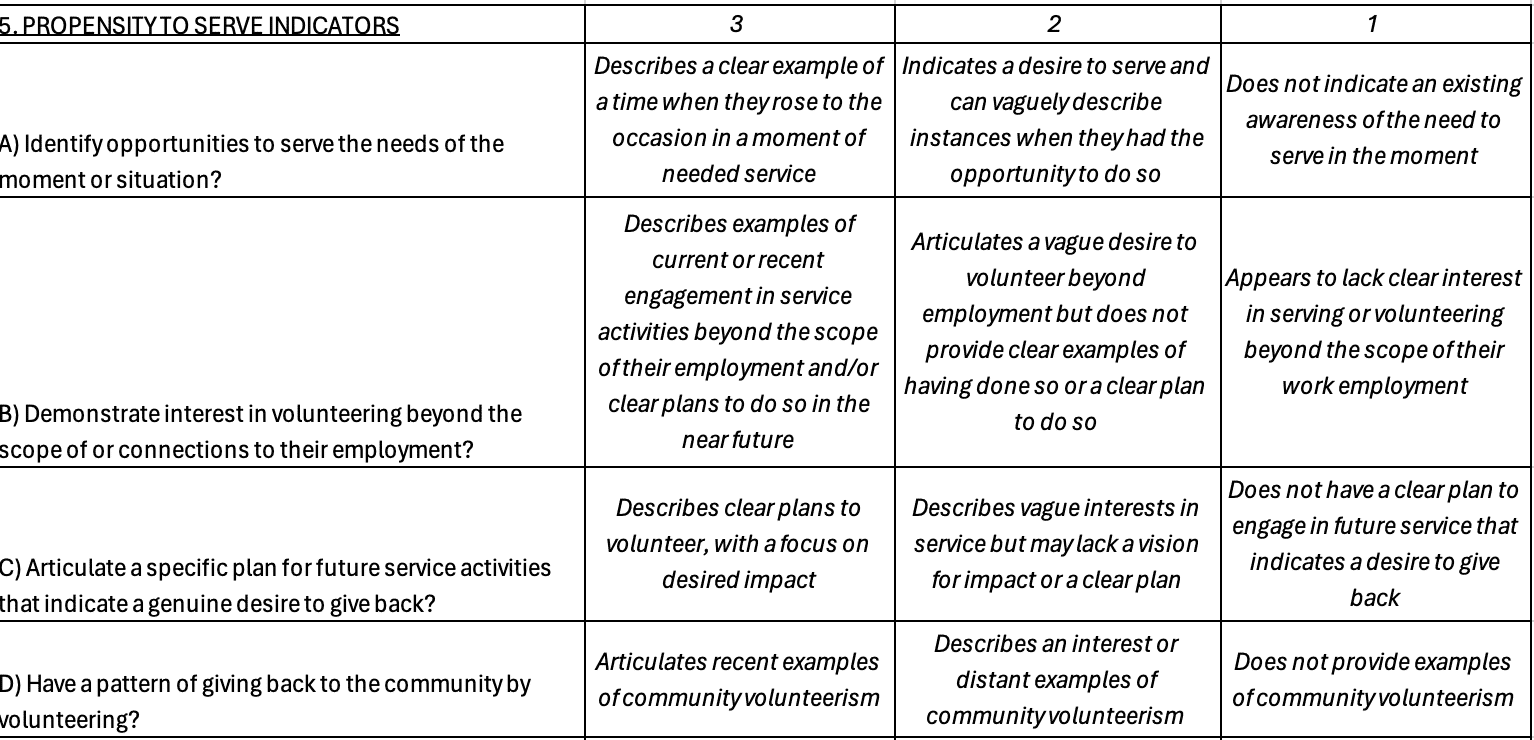 5. PROPENSITY TO SERVE INDICATORS
3
2
1
A) Identify opportunities to serve the needs of the
moment or situation?
Describes a clear example of
a time when they rose to the
occasion in a moment of
needed service
Indicates a desire to serve and
can vaguely describe
instances when they had the
opportunity to do so
Does not indicate an existing
awareness of the need to
serve in the moment
B) Demonstrate interest in volunteering beyond the
scope of or connections to their employment?
Describes examples of
current or recent
engagement in service
activities beyond the scope
of their employment and/or
clear plans to do so in the
near future
Articulates a vague desire to
volunteer beyond
employment but does not
provide clear examples of
having done so or a clear plan
to do so
Appears to lack clear interest
in serving or volunteering
beyond the scope of their
work employment
C) Articulate a specific plan for future service activities
that indicate a genuine desire to give back?
Describes clear plans to
volunteer, with a focus on
desired impact
Describes vague interests in
service but may lack a vision
for impact or a clear plan
Does not have a clear plan to
engage in future service that
indicates a desire to give
back
D) Have a pattern of giving back to the community by
volunteering?
Articulates recent examples
of community volunteerism
Describes an interest or
distant examples of
community volunteerism
Does not provide examples
of community volunteerism